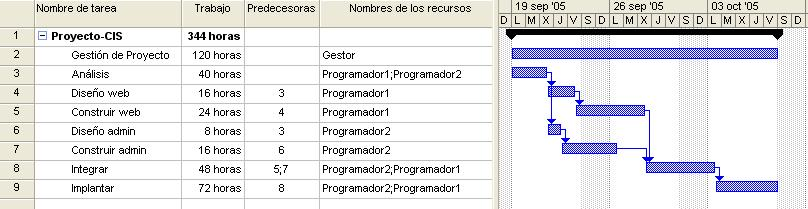 Nombre de tarea Trabajo Predecesoras Nombres de los recursos 19 sep '05 26 sep '05 03 oct '05
D L M X J V S D L M X J V S D L M X J V S D
1 Proyecto-CIS 344 horas
2 Gestión de Proyecto 120 horas Gestor
3 Análisis 40 horas Programador1;Programador2
4 Diseño web 16 horas 3 Programador1
5 Construir web 24 horas 4 Programador1
6 Diseño admin 8 horas 3 Programador2
7 Construir admin 16 horas 6 Programador2
8 Integrar 48 horas 5;7 Programador2;Programador1
9 Implantar 72 horas 8 Programador2;Programador1